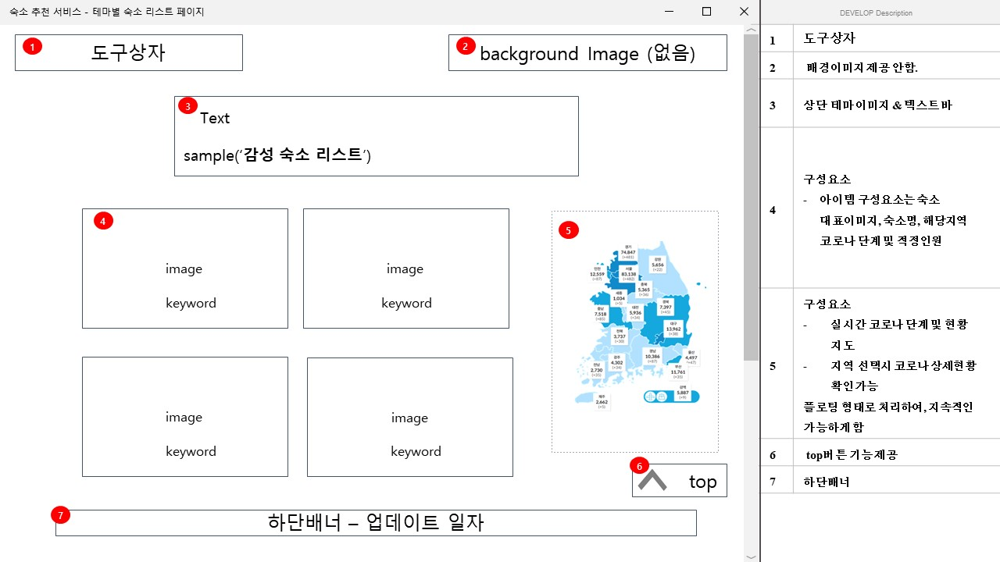 숙소 추천 서비스 - 테마별 숙소 리스트 페이지
1
도구상자
2
background Image (없음)
3
Text
sample(‘감성 숙소 리스트’)
4
image
keyword
image
keyword
image
keyword
image
keyword
5
경기
74,847
(+481)
강원
5,656
(+22)
인천
12,559
(+87)
서울
83,138
(+482)
충북
5,365
(+36)
세종
1,034
(+5)
충남
7,518
(+85)
대전
5,936
(+34)
경북
7,397
(+41)
대구
13,962
(+38)
전북
3,737
(+30)
경남
10,386
(+87)
울산
4,497
(+47)
광주
4,302
(+34)
전남
2,730
(+35)
부산
11,761
(+35)
검역
5,887
(+9)
제주
2,662
(+5)
6
top
7
하단배너 – 업데이트 일자
DEVELOP Description
1
도구상자
2
배경이미지 제공 안함.
3
상단 테마이미지 & 텍스트 바
4
구성요소
- 아이템 구성요소는 숙소
대표이미지, 숙소명, 해당지역
코로나 단계 및 적정인원
5
구성요소
- 실시간 코로나 단계 및 현황
지도
- 지역 선택시 코로나 상세현황
확인가능
플로팅 형태로 처리하여, 지속적인
가능하게 함
6
top버튼 기능 제공
7
하단배너